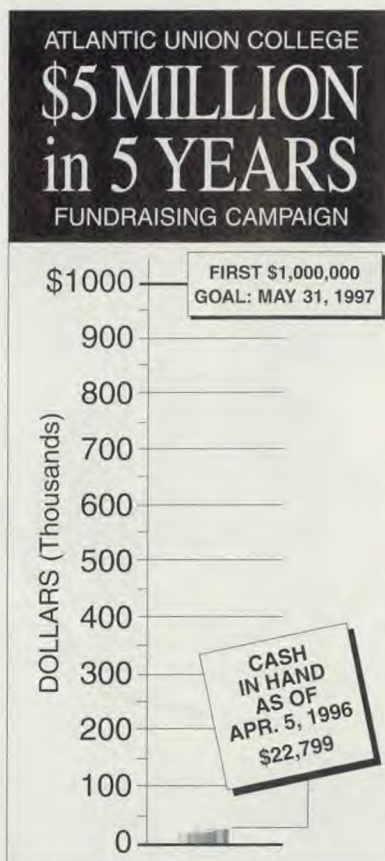 ATLANTIC UNION COLLEGE
$5 MILLION
in 5 YEARS
FUNDRAISING CAMPAIGN
$1000
FIRST $1,000,000
GOAL: MAY 31, 1997
900
800
700
600
500
400
300
200
100
0
DOLLARS (Thousands)
CASH
IN HAND
AS OF
APR. 5, 1996
$22,799